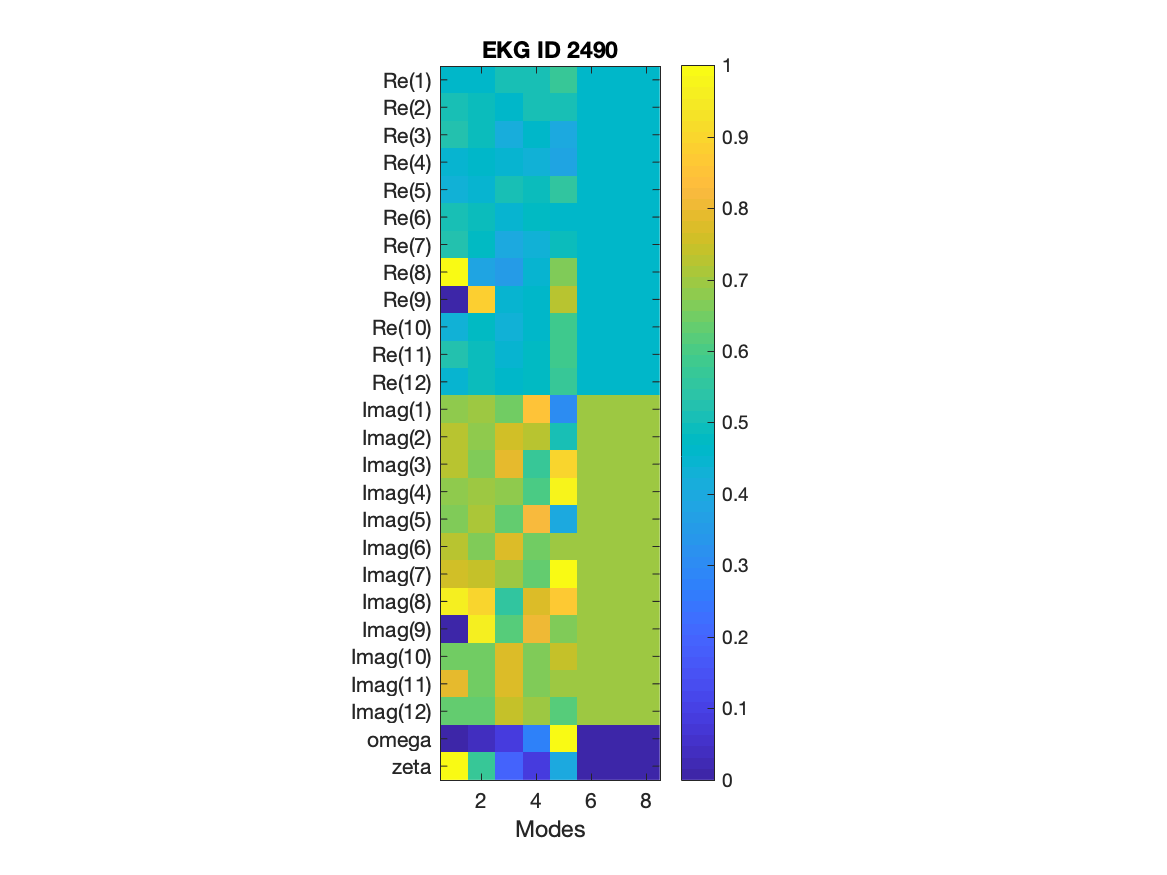 EKG ID 2490
Re(1)
Re(2)
Re(3)
Re(4)
Re(5)
Re(6)
Re(7)
Re(8)
Re(9)
Re(10)
Re(11)
Re(12)
Imag(1)
Imag(2)
Imag(3)
Imag(4)
Imag(5)
Imag(6)
Imag(7)
Imag(8)
Imag(9)
Imag(10)
Imag(11)
Imag(12)
omega
zeta
2 4 6 8
Modes
1
0.9
0.8
0.7
0.6
0.5
0.4
0.3
0.2
0.1
0